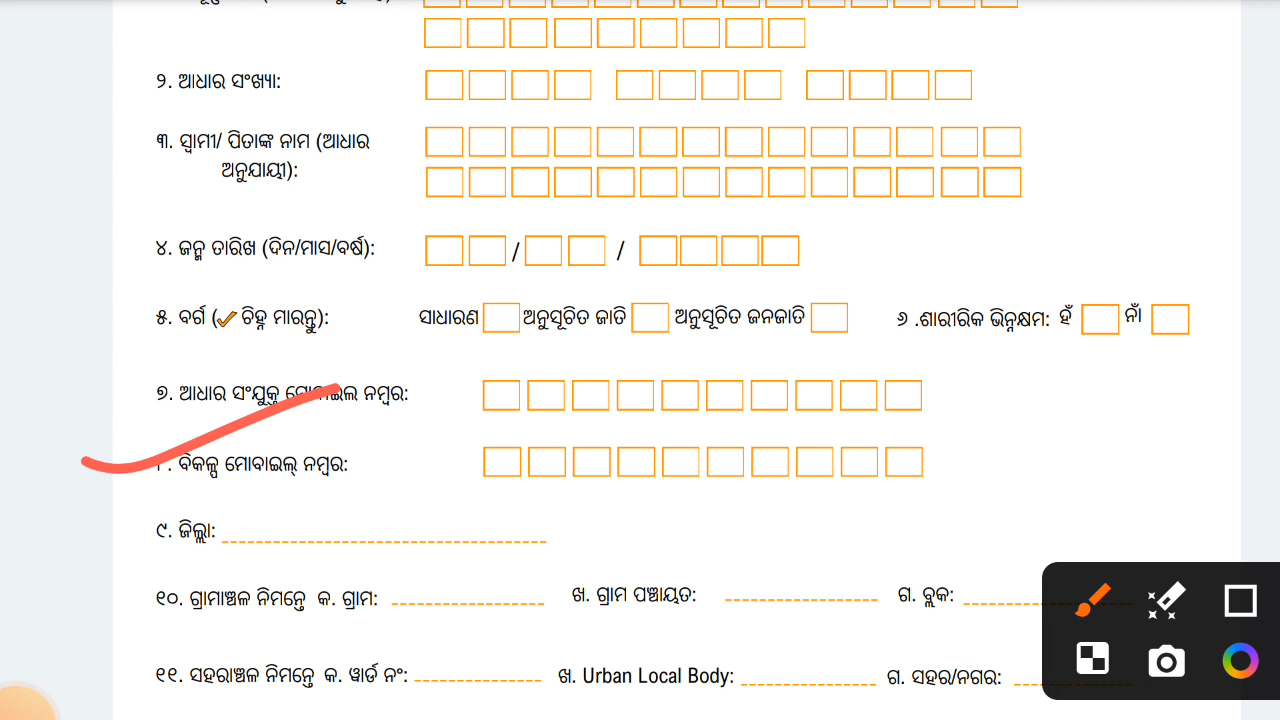 ୨. ଆଧାର ସଂଖ୍ୟା:
୩. ସ୍ଵାମୀ/ ପିତାଙ୍କ ନାମ (ଆଧାର
ଅନୁଯାୟୀ):
୪. ଜନ୍ମ ତାରିଖ (ଦିନ/ମାସ/ବର୍ଷ): / /
୫. ବର୍ଗ (✓ ଚିହ୍ନ ମାରନ୍ତୁ): ସାଧାରଣ ଅନୁସୂଚିତ ଜାତି ଅନୁସୂଚିତ ଜନଜାତି ୬ .ଶାରୀରିକ ଭିନ୍ନକ୍ଷମ: ହଁ ନାଁ
୭. ଆଧାର ସଂଯୁକ୍ତ ମୋବାଇଲ ନମ୍ବର:
ବିକଳ୍ପ ମୋବାଇଲ୍ ନମ୍ବର:
୯. ଜିଲ୍ଲା:
୧୦. ଗ୍ରାମାଞ୍ଚଳ ନିମନ୍ତେ କ. ଗ୍ରାମ: ଖ. ଗ୍ରାମ ପଞ୍ଚାୟତ: ଗ. ବ୍ଲକ:
୧୧. ସହରାଞ୍ଚଳ ନିମନ୍ତେ କ. ୱାର୍ଡ ନଂ: ଖ. Urban Local Body: ଗ. ସହର/ନଗର: